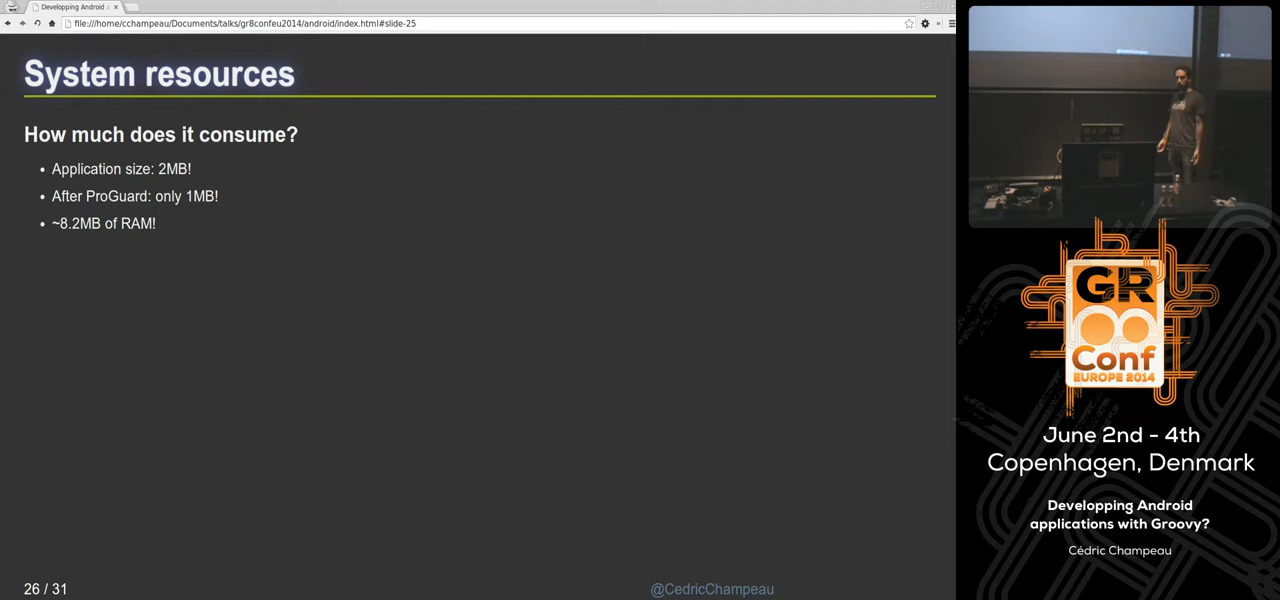 Developping Android a
file:///home/cchampeau/Documents/talks/gr8confeu2014/android/index.html#slide-25
System resources
How much does it consume?
Application size: 2MB!
After ProGuard: only 1MB!
~8.2MB of RAM!
26 / 31
@CedricChampeau
GR8
Conf
EUROPE 2014
June 2nd - 4th
Copenhagen, Denmark
Developping Android
applications with Groovy?
Cédric Champeau